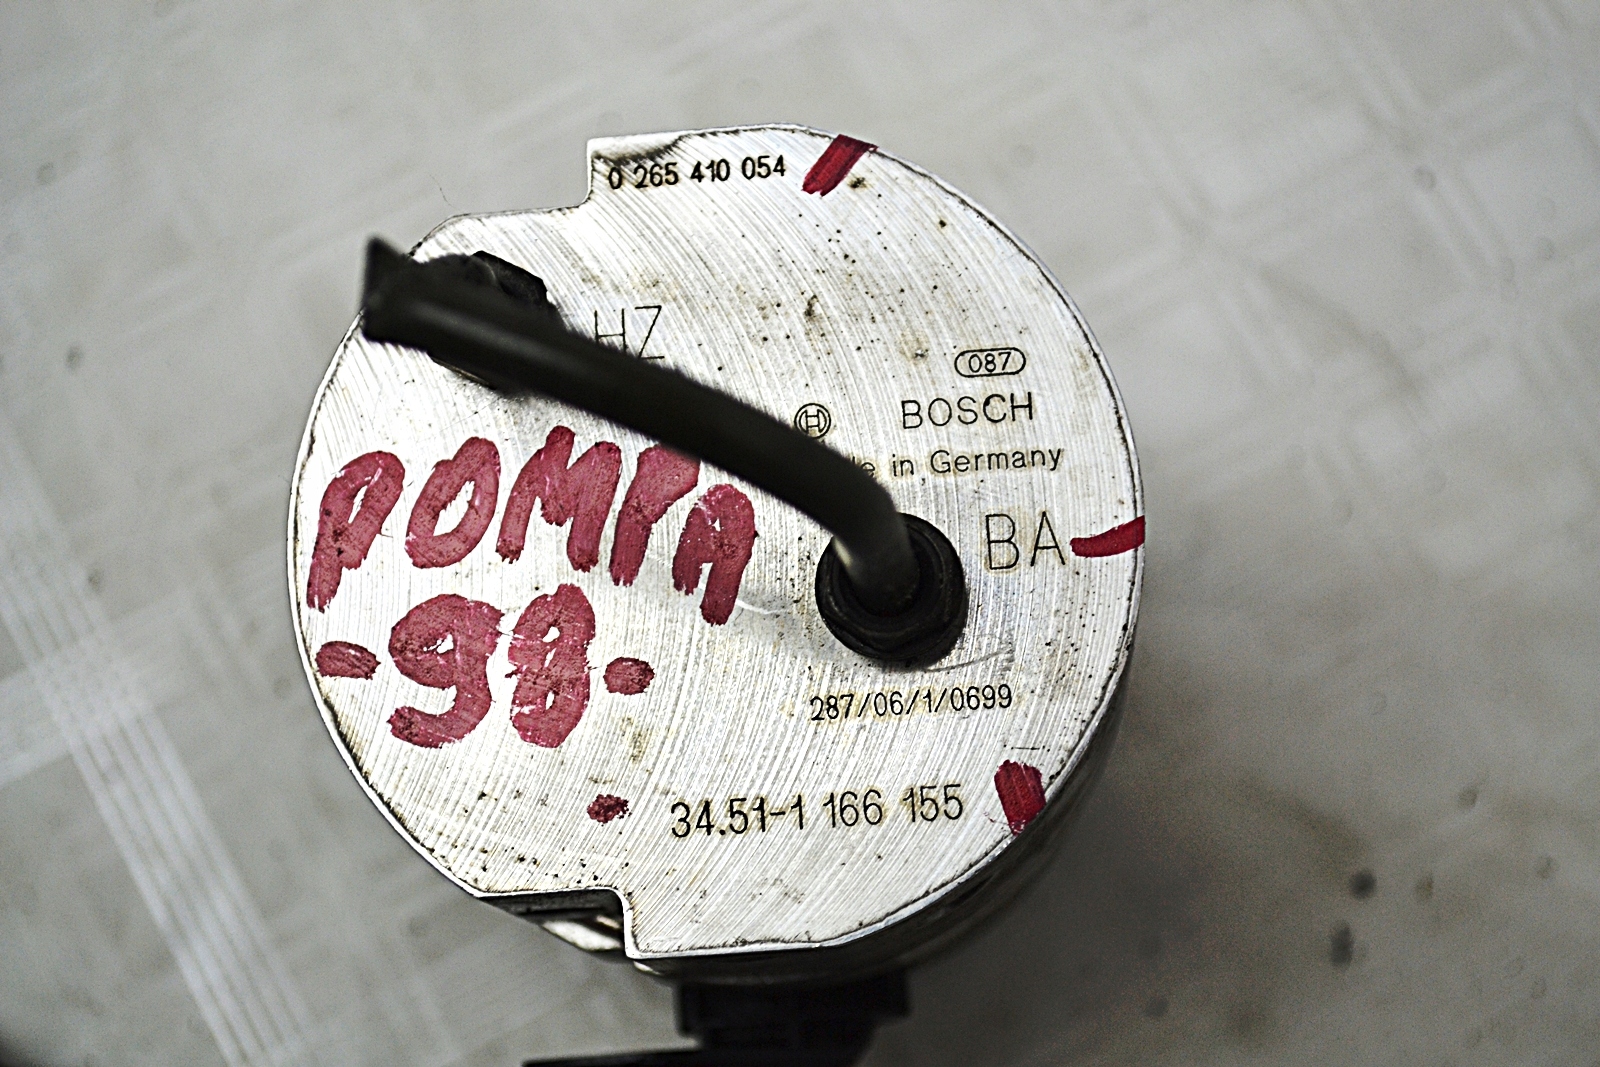 0 265 410 054
HZ
087
H BOSCH
in Germany
POMPA
BA
-98-
287/06/1/0699
34.51-1 166 155